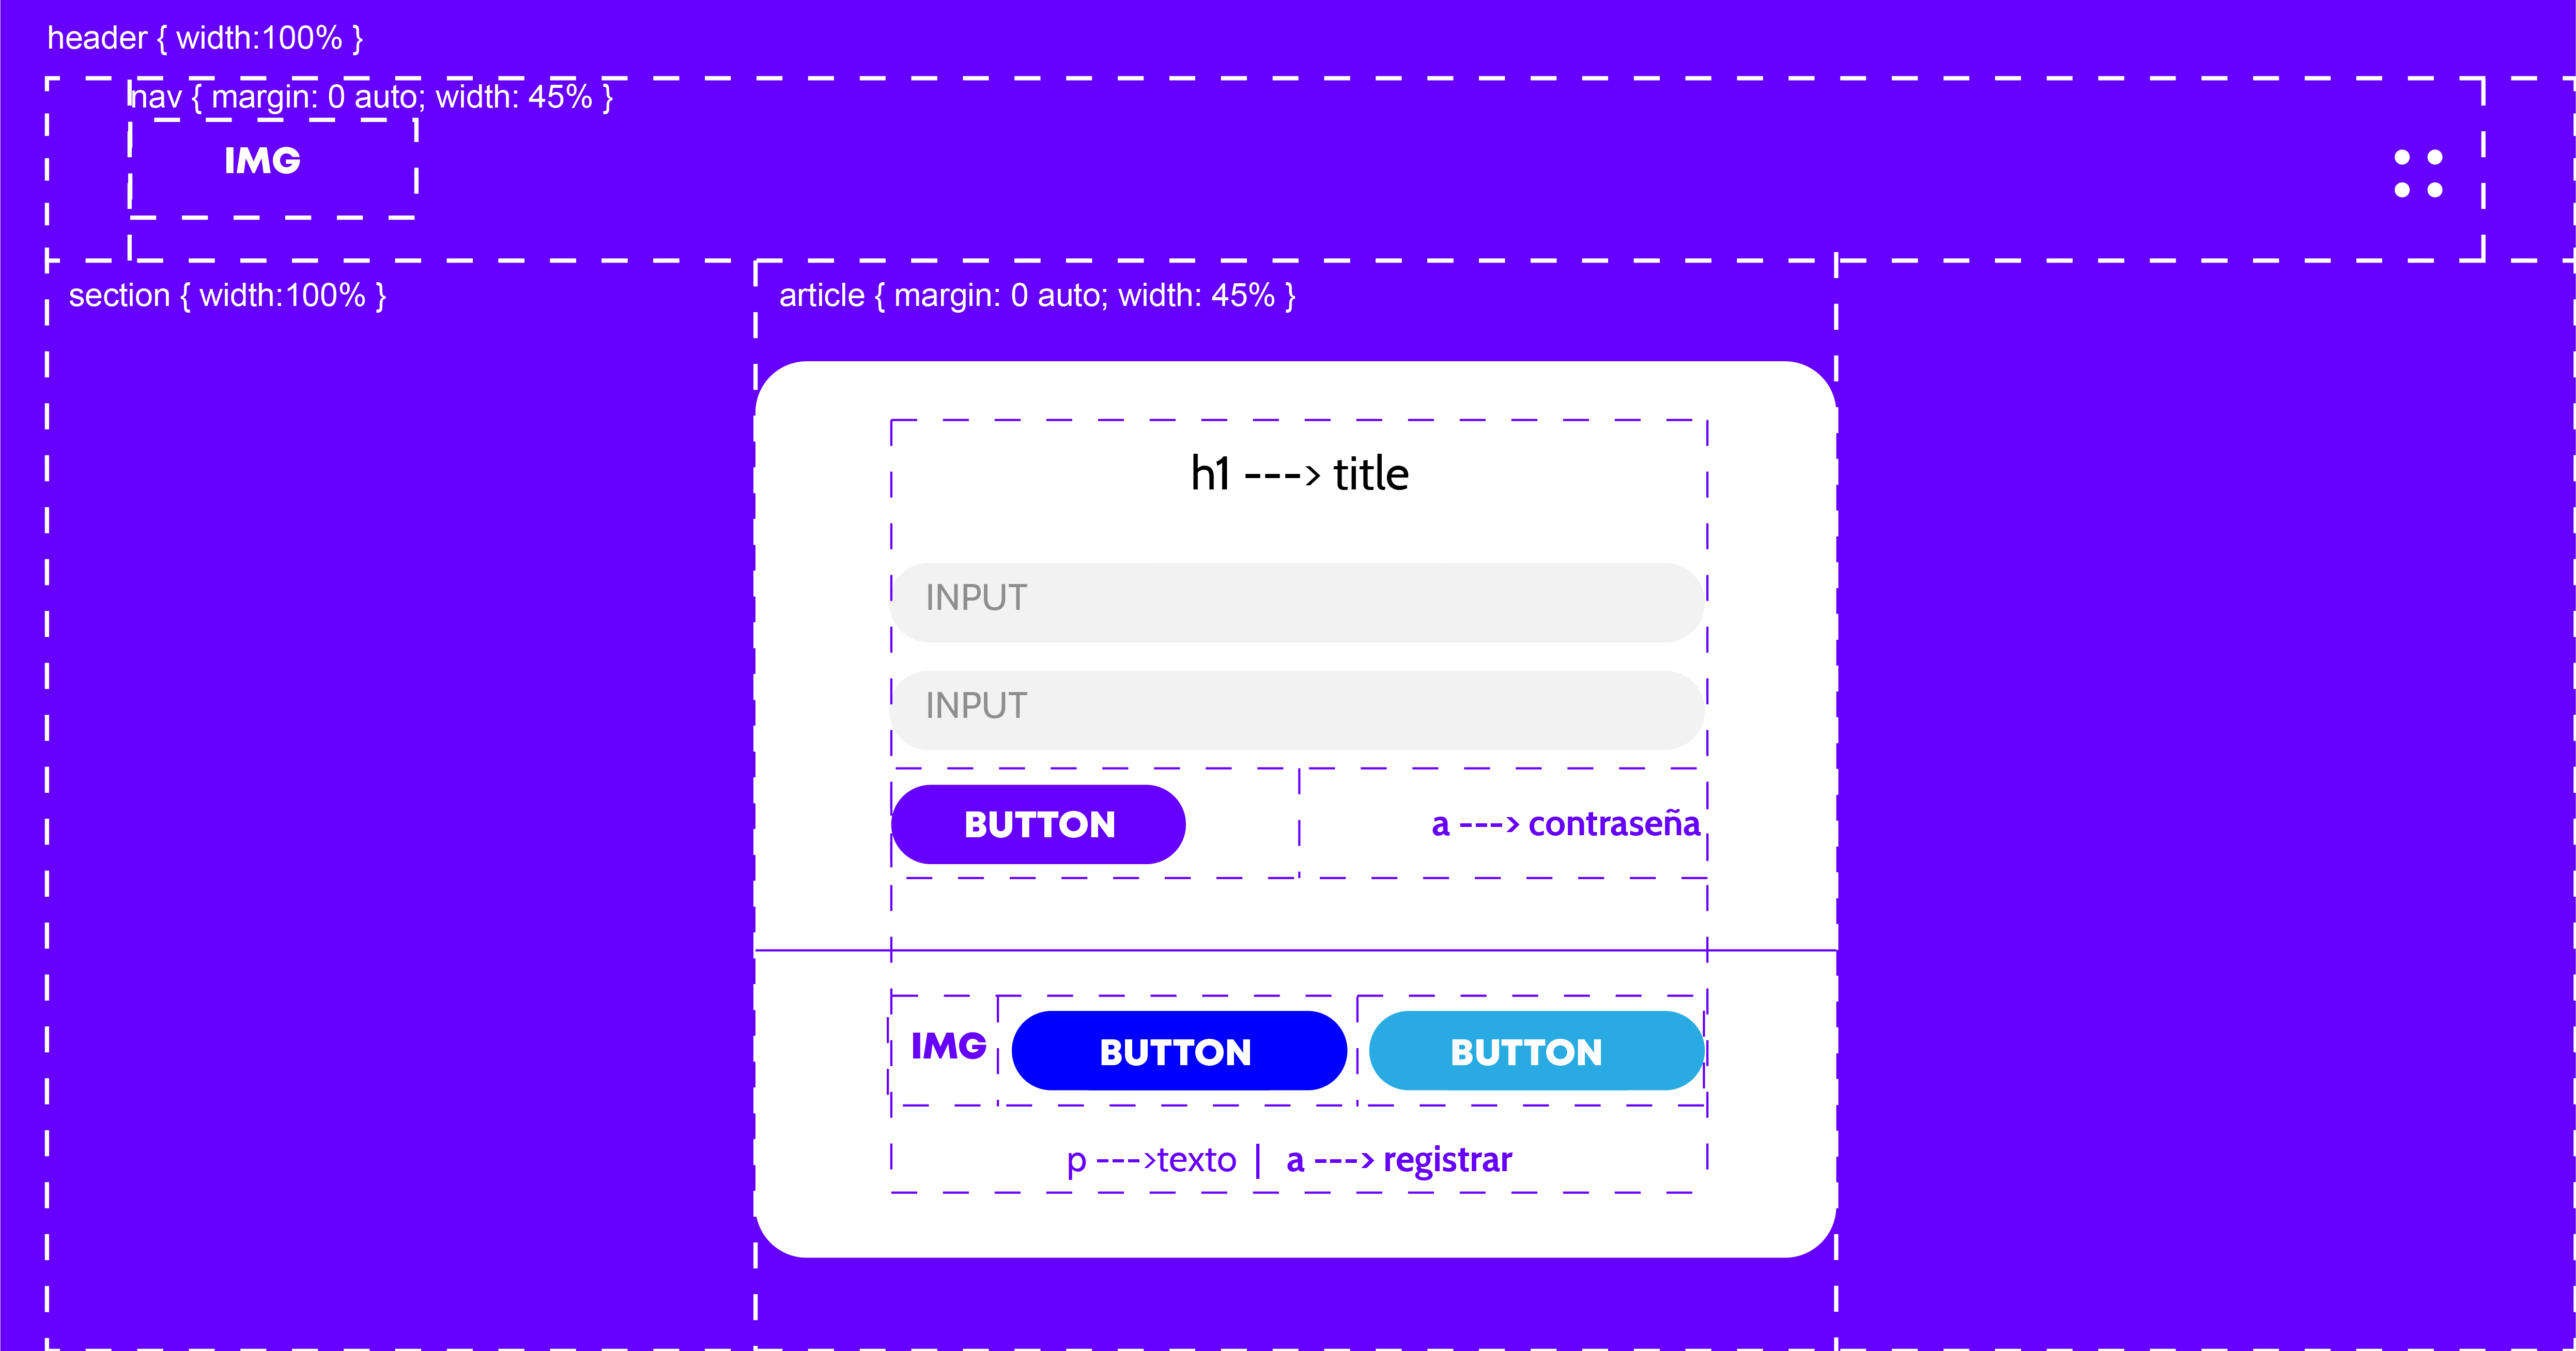 header { width:100% }
nav { margin: 0 auto; width: 45% }
IMG
section { width:100% }
article { margin: 0 auto; width: 45% }
h1 ---> title
INPUT
INPUT
BUTTON
a ---> contraseña
IMG
BUTTON
BUTTON
p --->texto | a ---> registrar